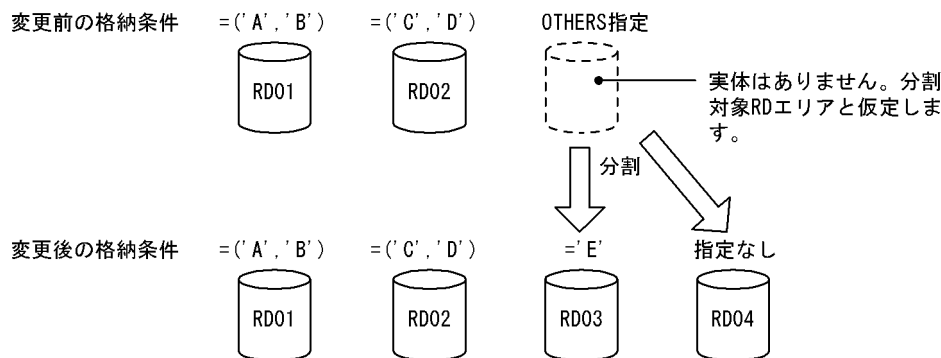 変更前の格納条件 =('A','B') =('C','D') OTHERS指定
RD01 RD02
実体はありません。分割
対象RDエリアと仮定しま
す。
分割
変更後の格納条件 =('A','B') =('C','D') ='E' 指定なし
RD01 RD02 RD03 RD04